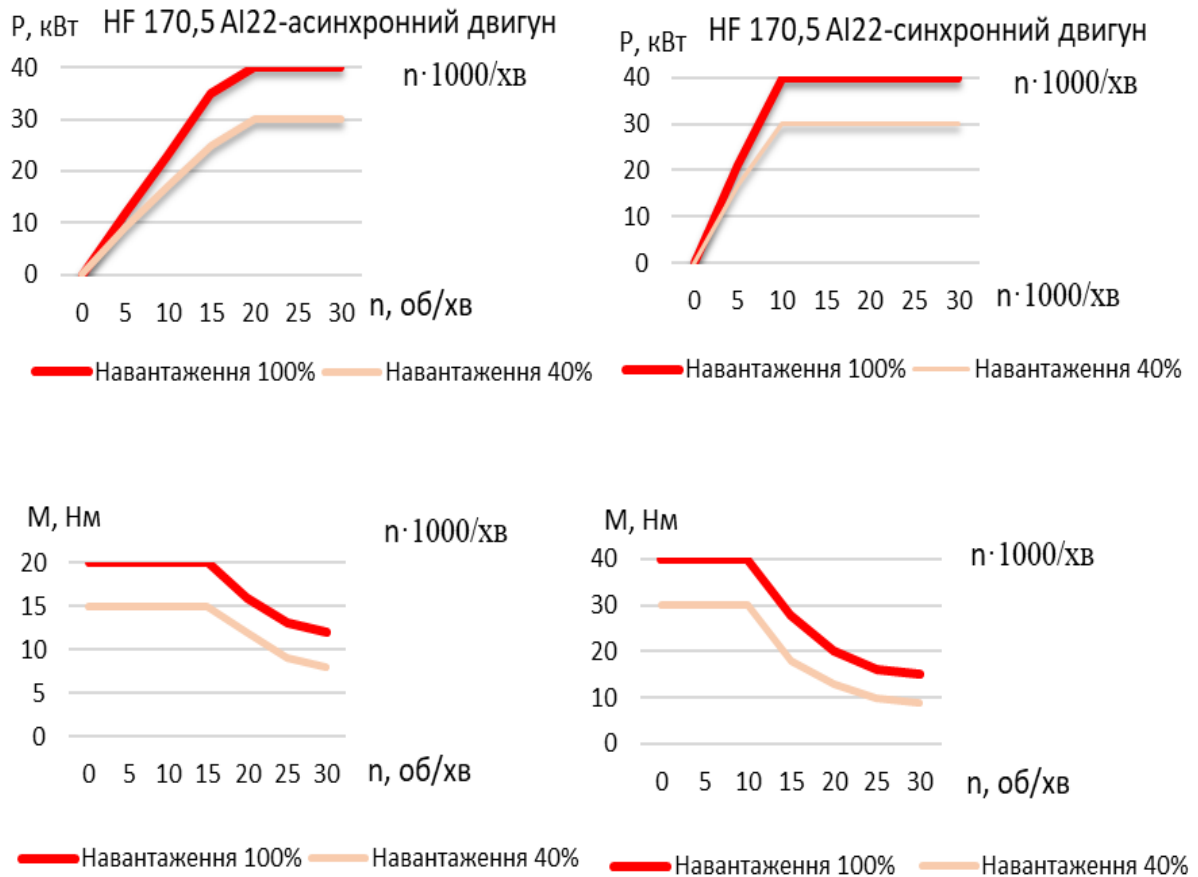 HF 170,5 AI22-асинхронний двигун
P, кВт
n·1000/хв
40
30
20
10
0
0 5 10 15 20 25 30
n, об/хв
Навантаження 100% Навантаження 40%
HF 170,5 AI22-синхронний двигун
P, кВт
n·1000/хв
40
30
20
10
0
0 5 10 15 20 25 30
n·1000/хв
Навантаження 100% Навантаження 40%
M, Нм
n·1000/хв
20
15
10
5
0
0 5 10 15 20 25 30
n, об/хв
Навантаження 100% Навантаження 40%
M, Нм
n·1000/хв
40
30
20
10
0
0 5 10 15 20 25 30
n, об/хв
Навантаження 100% Навантаження 40%